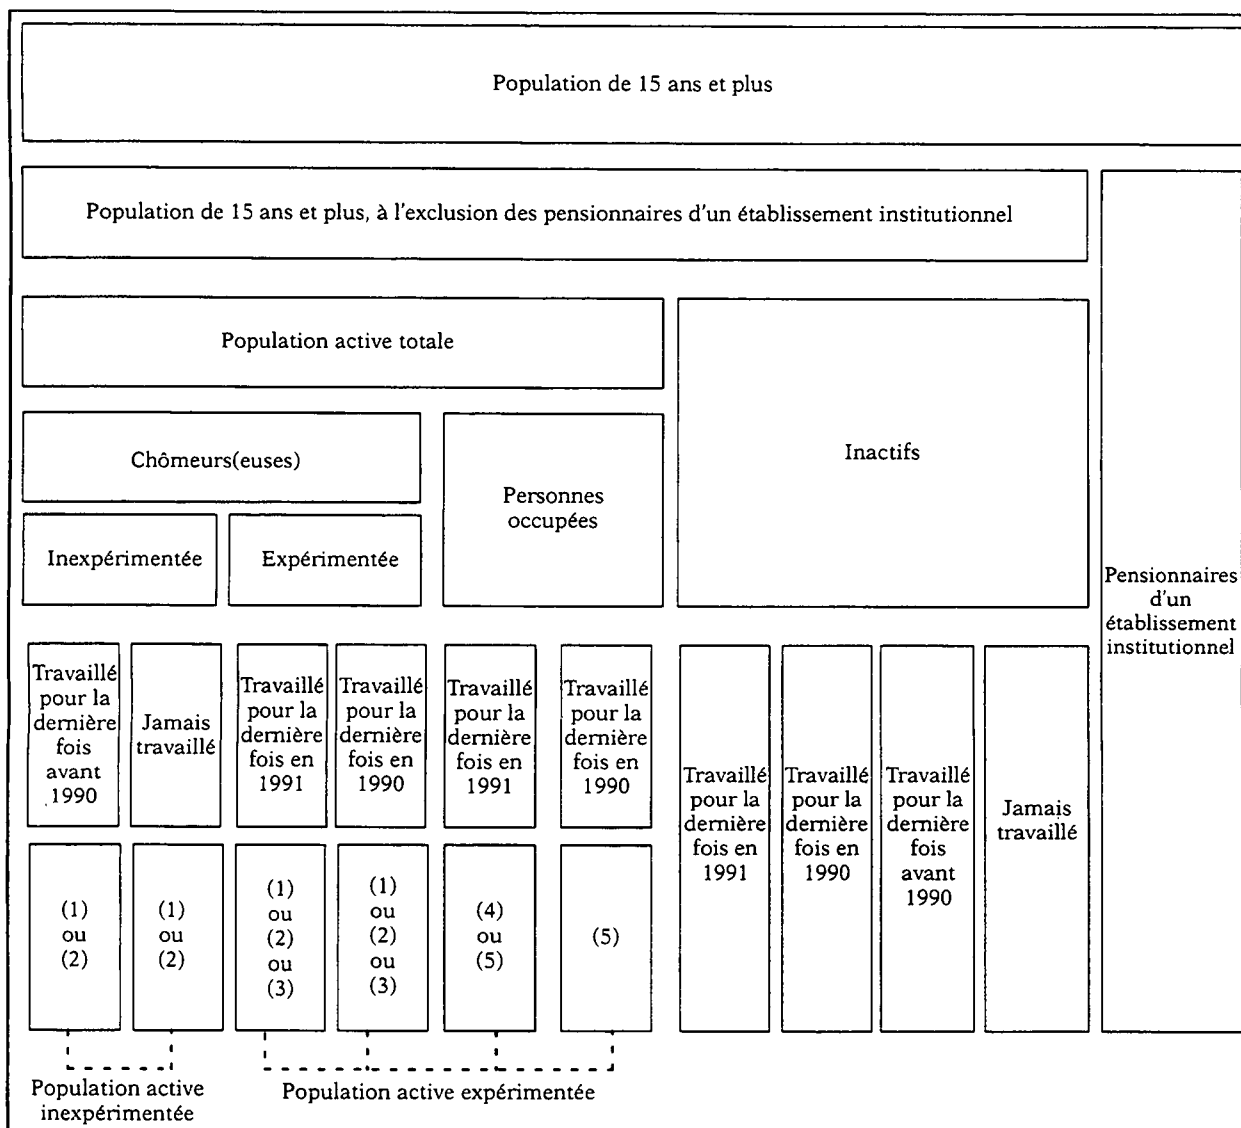 Population de 15 ans et plus
Population de 15 ans et plus, à l'exclusion des pensionnaires d'un établissement institutionnel
Population active totale
Chômeurs(euses)
Personnes
occupées
Inactifs
Inexpérimentée
Expérimentée
Pensionnaires
d'un
établissement
institutionnel
Travaillé
pour la
dernière
fois
avant
1990
Jamais
travaillé
Travaillé
pour la
dernière
fois en
1991
Travaillé
pour la
dernière
fois en
1990
Travaillé
pour la
dernière
fois en
1991
Travaillé
pour la
dernière
fois en
1990
Travaillé
pour la
dernière
fois en
1991
Travaillé
pour la
dernière
fois en
1990
Travaillé
pour la
dernière
fois
avant
1990
Jamais
travaillé
(1)
ou
(2)
(1)
ou
(2)
(1)
ou
(2)
ou
(3)
(1)
ou
(2)
ou
(3)
(4)
ou
(5)
(5)
Population active
inexpérimentée
Population active expérimentée